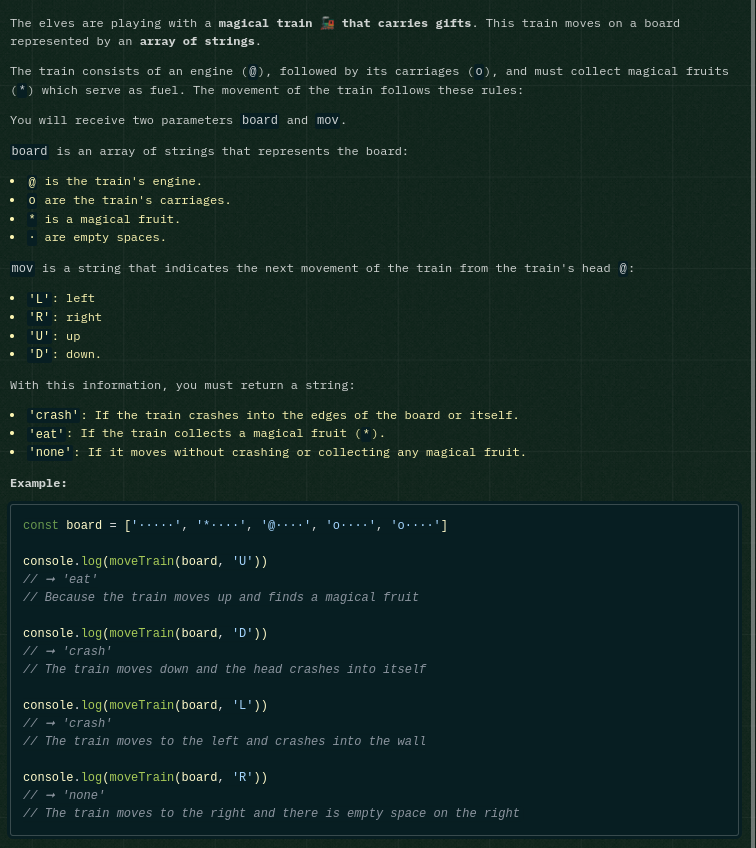 The elves are playing with a magical train 🚂 that carries gifts. This train moves on a board
represented by an array of strings.
The train consists of an engine (@), followed by its carriages (o), and must collect magical fruits
(*) which serve as fuel. The movement of the train follows these rules:
You will receive two parameters board and mov.
board is an array of strings that represents the board:
• @ is the train's engine.
• o are the train's carriages.
• * is a magical fruit.
• · are empty spaces.
mov is a string that indicates the next movement of the train from the train's head @:
• 'L': left
• 'R': right
• 'U': up
• 'D': down.
With this information, you must return a string:
• 'crash': If the train crashes into the edges of the board or itself.
• 'eat': If the train collects a magical fruit (*).
• 'none': If it moves without crashing or collecting any magical fruit.
Example:
const board = ['·····', '*····', '@····', 'o····', 'o····']
console.log(moveTrain(board, 'U'))
// ➞ 'eat'
// Because the train moves up and finds a magical fruit
console.log(moveTrain(board, 'D'))
// ➞ 'crash'
// The train moves down and the head crashes into itself
console.log(moveTrain(board, 'L'))
// ➞ 'crash'
// The train moves to the left and crashes into the wall
console.log(moveTrain(board, 'R'))
// ➞ 'none'
// The train moves to the right and there is empty space on the right